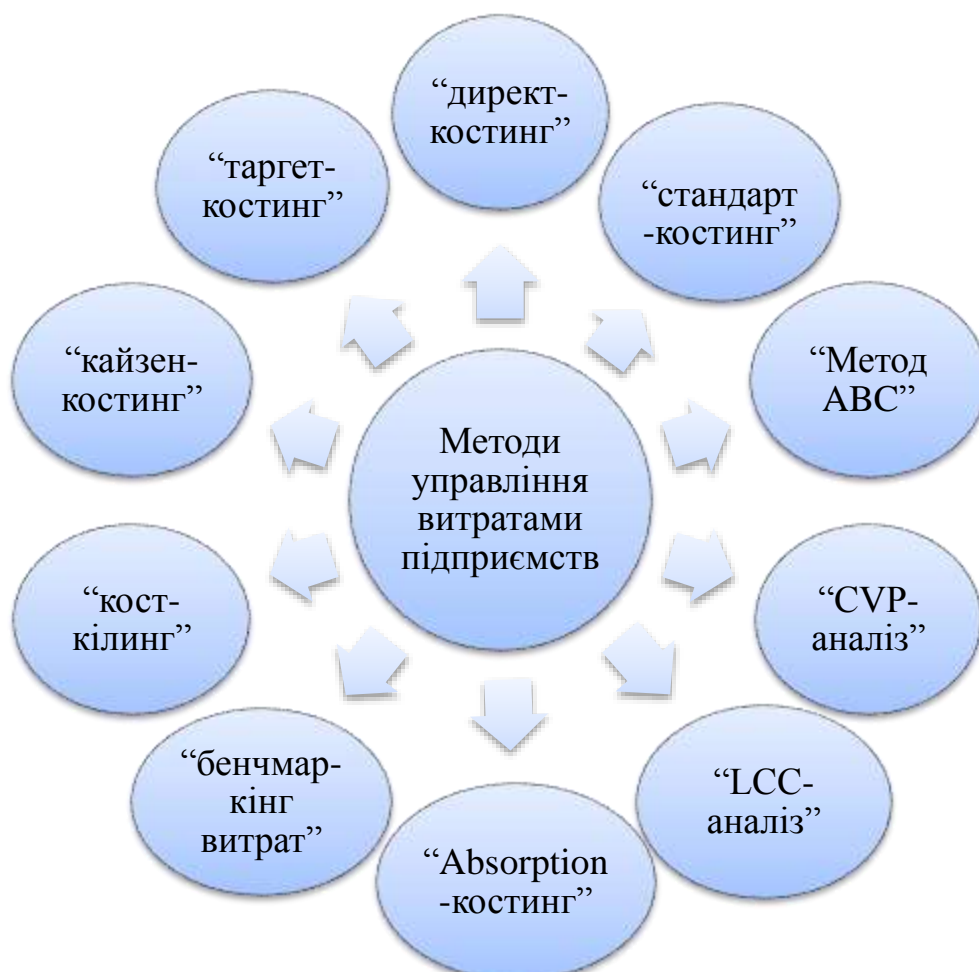 “директ-
костинг”
“стандарт
-костинг”
“Метод
АВС”
“CVP-
аналіз”
“LCC-
аналіз”
“Absorption
-костинг”
“бенчмар-
кінг
витрат”
“кост-
кілинг”
“кайзен-
костинг”
“таргет-
костинг”
Методи
управління
витратами
підприємств